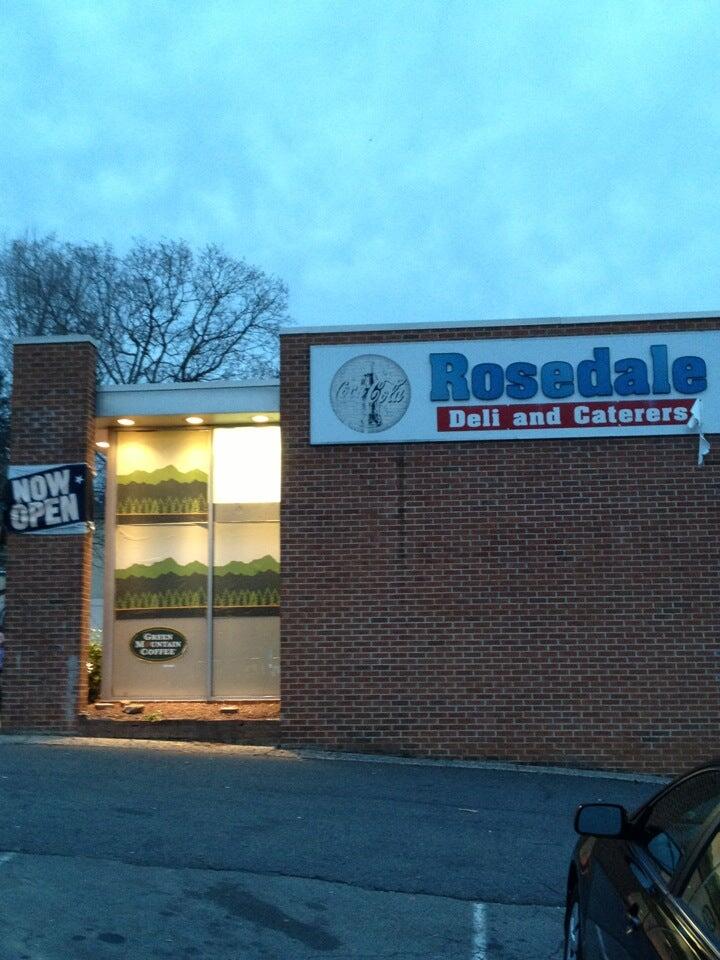 Coca-Cola
Rosedale
Deli and Caterers
NOW
OPEN
GREEN
MOUNTAIN
COFFEE